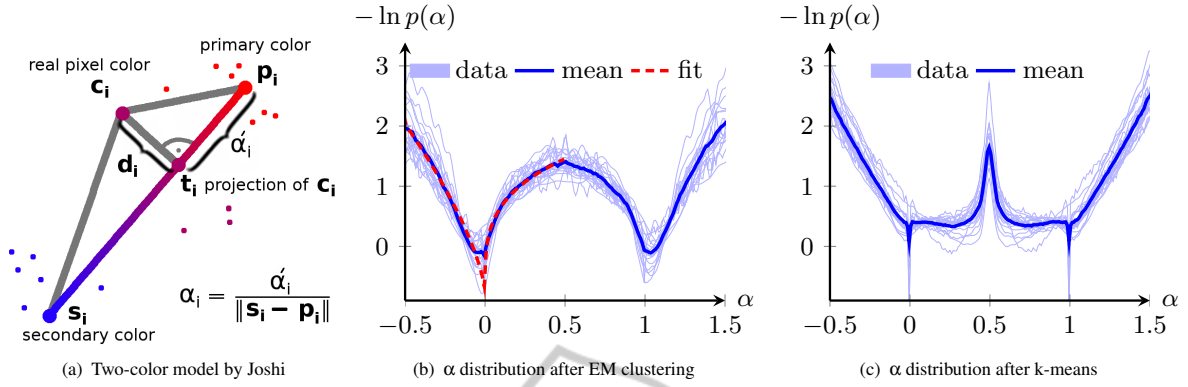 primary color
real pixel color
p_i
c_i
α´_i
d_i
t_i
projection of c_i
α_i = α´_i / ‖s_i − p_i‖
s_i
secondary color
(a) Two-color model by Joshi
− ln p(α)
data mean fit
3
2
1
0
−0.5 0 0.5 1 1.5 α
(b) α distribution after EM clustering
− ln p(α)
data mean
3
2
1
0
−0.5 0 0.5 1 1.5 α
(c) α distribution after k-means